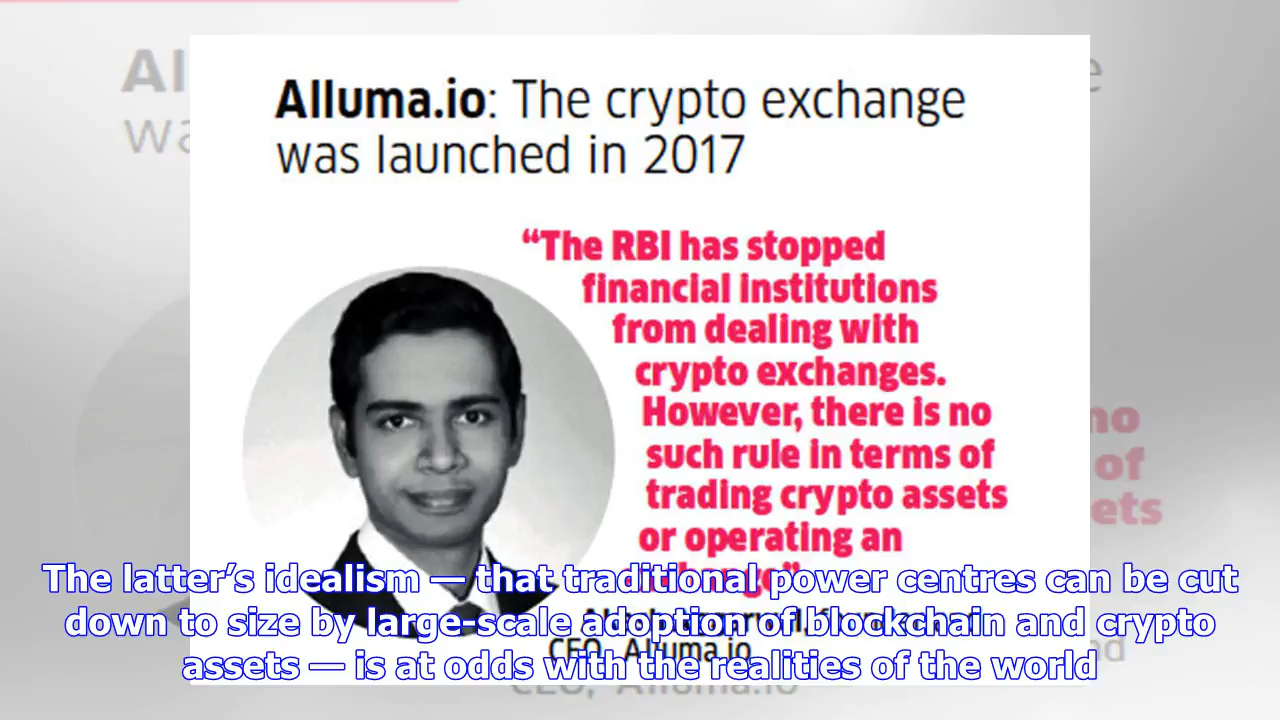 Alluma.io: The crypto exchange
was launched in 2017
“The RBI has stopped
financial institutions
from dealing with
crypto exchanges.
However, there is no
such rule in terms of
trading crypto assets
or operating an
exchange”
CEO, Alluma.io
The latter’s idealism — that traditional power centres can be cut
down to size by large-scale adoption of blockchain and crypto
assets — is at odds with the realities of the world